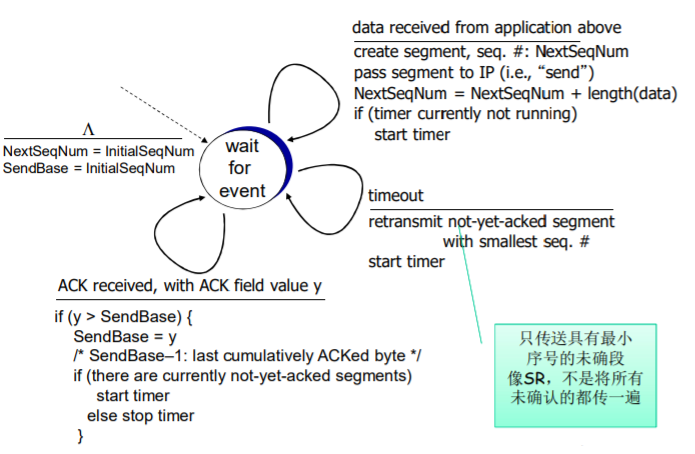 data received from application above
create segment, seq. #: NextSeqNum
pass segment to IP (i.e., “send”)
NextSeqNum = NextSeqNum + length(data)
if (timer currently not running)
start timer
Λ
NextSeqNum = InitialSeqNum
SendBase = InitialSeqNum
wait
for
event
timeout
retransmit not-yet-acked segment
with smallest seq. #
start timer
ACK received, with ACK field value y
if (y > SendBase) {
SendBase = y
/* SendBase–1: last cumulatively ACKed byte */
if (there are currently not-yet-acked segments)
start timer
else stop timer
}
只传送具有最小
序号的未确段
像SR，不是将所有
未确认的都传一遍